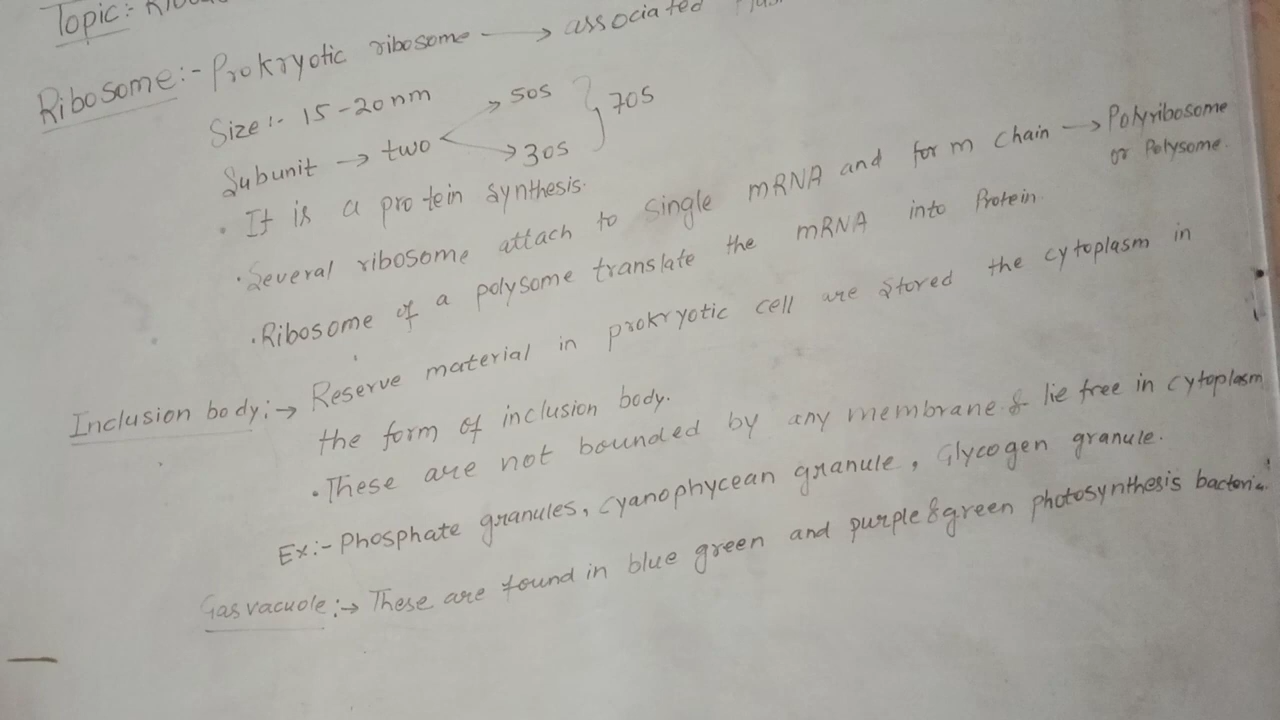 Topic:-
Ribosome:- Prokryotic ribosome → associated
Size:- 15-20nm
Subunit → two → 50s → 30s } 70s
• It is a protein synthesis.
• Several ribosome attach to single mRNA and form chain → Polyribosome
or Polysome.
• Ribosome of a polysome translate the mRNA into Protein.
Inclusion body:→ Reserve material in prokryotic cell are stored the cytoplasm in
the form of inclusion body.
• These are not bounded by any membrane & lie free in cytoplasm
Ex:- Phosphate granules, cyanophycean granule, Glycogen granule.
Gas vacuole:→ These are found in blue green and purple & green photosynthesis bacteria.